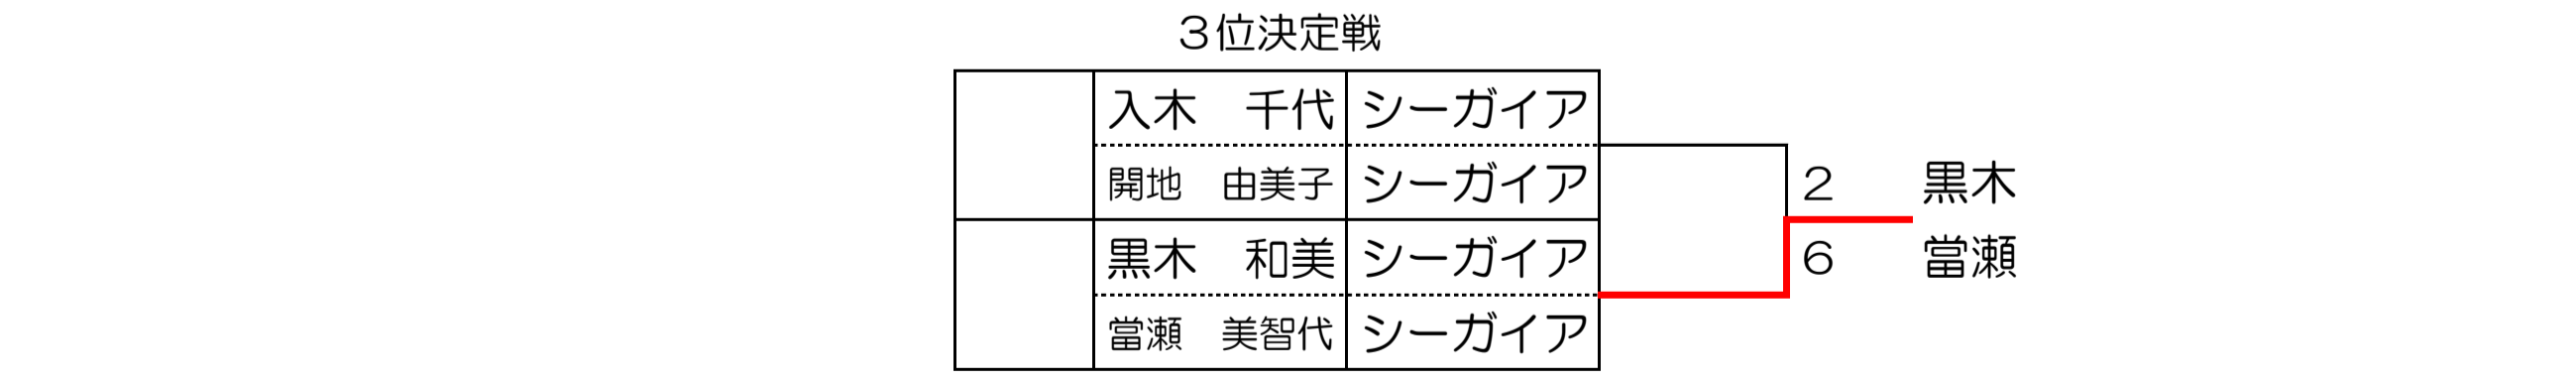 ３位決定戦
入木　千代 シーガイア
開地　由美子 シーガイア
2 黒木
黒木　和美 シーガイア
6 當瀬
當瀬　美智代 シーガイア